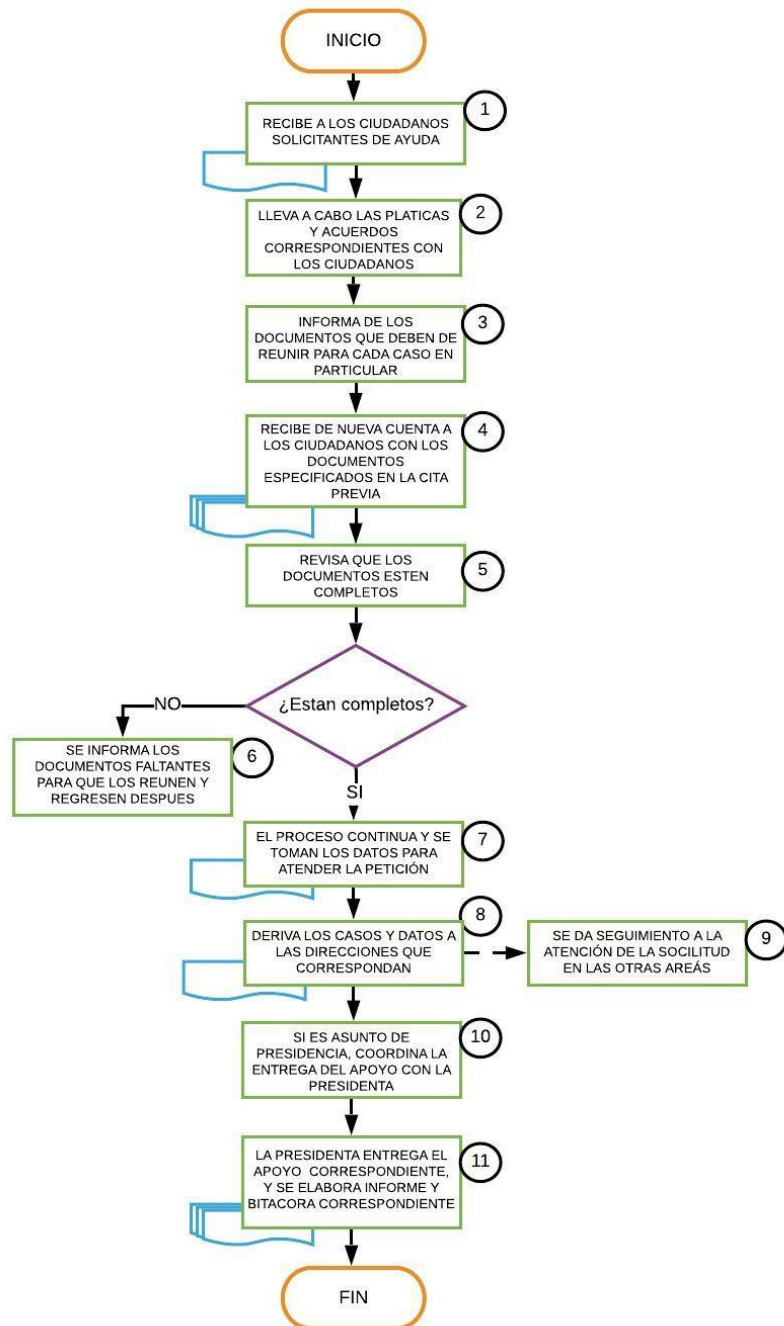 INICIO
1
RECIBE A LOS CIUDADANOS
SOLICITANTES DE AYUDA
2
LLEVA A CABO LAS PLATICAS
Y ACUERDOS
CORRESPONDIENTES CON
LOS CIUDADANOS
3
INFORMA DE LOS
DOCUMENTOS QUE DEBEN DE
REUNIR PARA CADA CASO EN
PARTICULAR
4
RECIBE DE NUEVA CUENTA A
LOS CIUDADANOS CON LOS
DOCUMENTOS
ESPECIFICADOS EN LA CITA
PREVIA
5
REVISA QUE LOS
DOCUMENTOS ESTEN
COMPLETOS
¿Estan completos?
NO
6
SE INFORMA LOS
DOCUMENTOS FALTANTES
PARA QUE LOS REUNEN Y
REGRESEN DESPUES
SI
7
EL PROCESO CONTINUA Y SE
TOMAN LOS DATOS PARA
ATENDER LA PETICIÓN
8
DERIVA LOS CASOS Y DATOS A
LAS DIRECCIONES QUE
CORRESPONDAN
9
SE DA SEGUIMIENTO A LA
ATENCIÓN DE LA SOCILITUD
EN LAS OTRAS AREÁS
10
SI ES ASUNTO DE
PRESIDENCIA, COORDINA LA
ENTREGA DEL APOYO CON LA
PRESIDENTA
11
LA PRESIDENTA ENTREGA EL
APOYO CORRESPONDIENTE,
Y SE ELABORA INFORME Y
BITACORA CORRESPONDIENTE
FIN